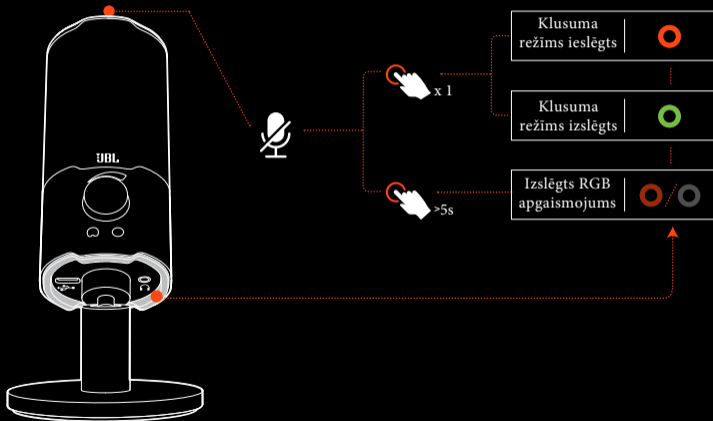 Klusuma
režīms ieslēgts
x 1
Klusuma
režīms izslēgts
JBL
Izslēgts RGB
apgaismojums
>5s